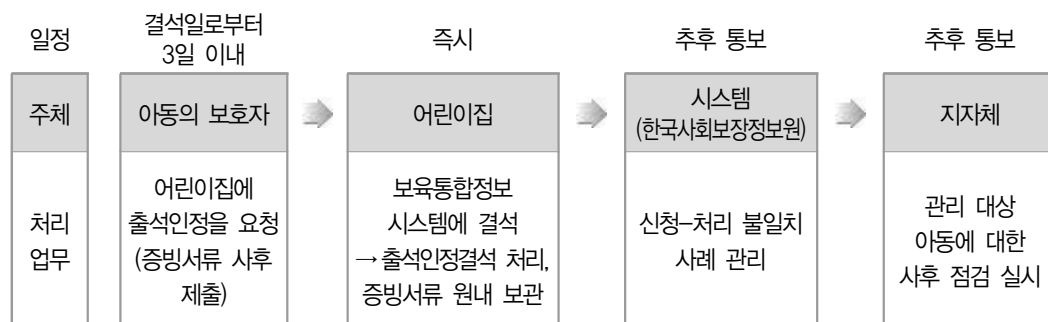 일정
결석일로부터
3일 이내
즉시
추후 통보
추후 통보
주체
아동의 보호자
어린이집
시스템
(한국사회보장정보원)
지자체
처리
업무
어린이집에
출석인정을 요청
(증빙서류 사후
제출)
보육통합정보
시스템에 결석
→출석인정결석 처리,
증빙서류 원내 보관
신청-처리 불일치
사례 관리
관리 대상
아동에 대한
사후 점검 실시